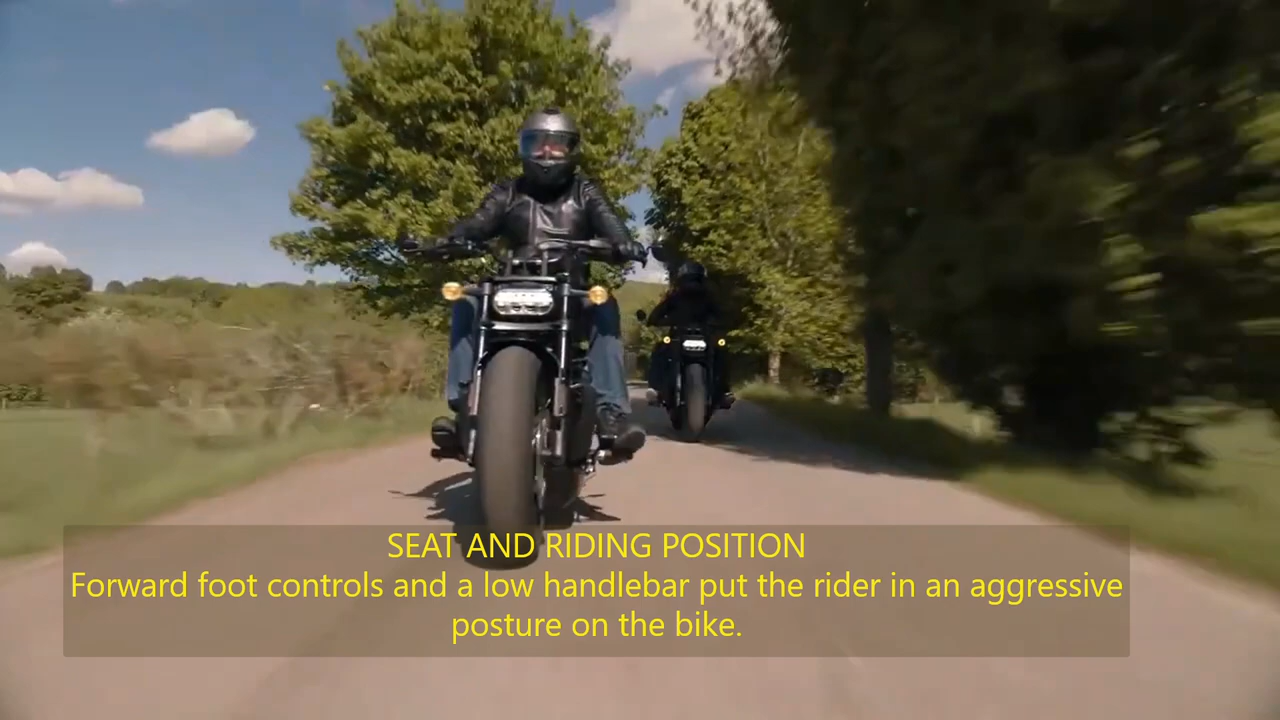 SEAT AND RIDING POSITION
Forward foot controls and a low handlebar put the rider in an aggressive
posture on the bike.